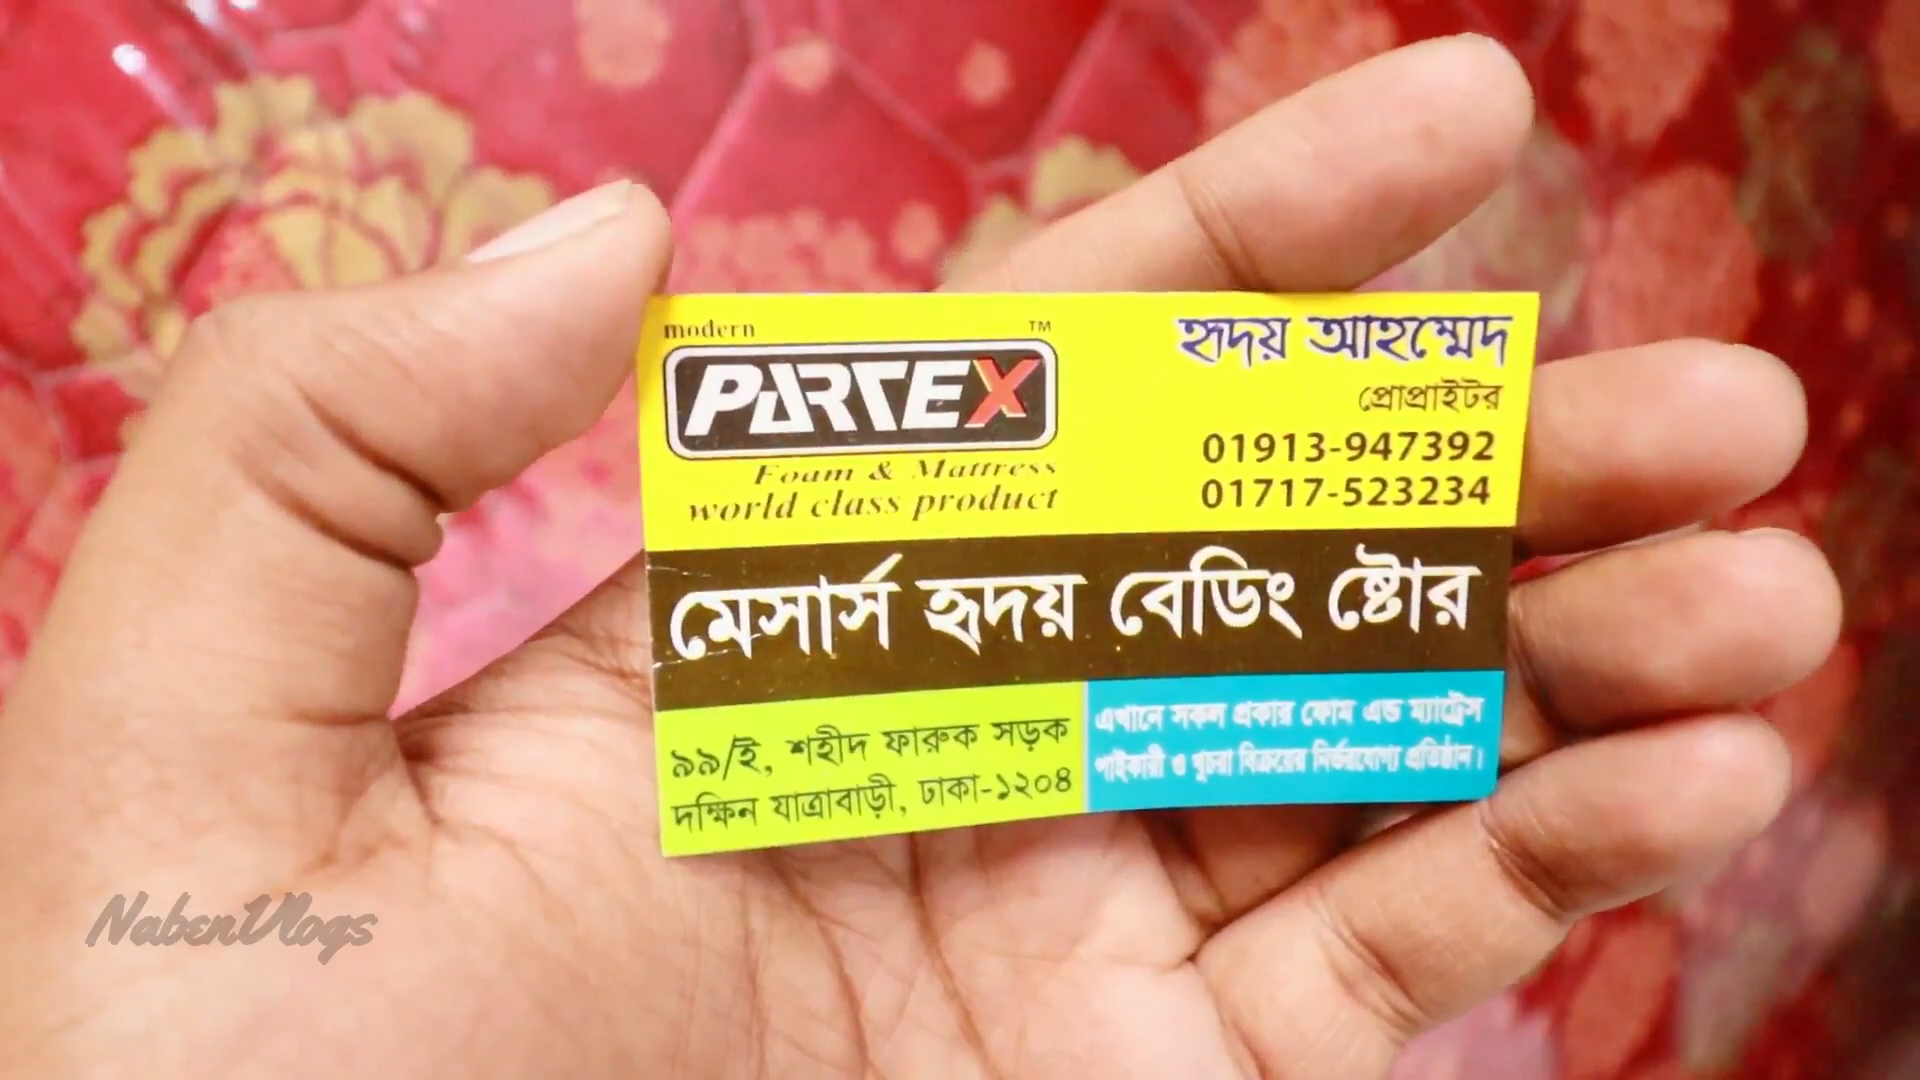 modern
TM
PARTEX
Foam & Mattress
world class product
হৃদয় আহম্মেদ
প্রোপ্রাইটর
01913-947392
01717-523234
মেসার্স হৃদয় বেডিং ষ্টোর
৯৯/ই, শহীদ ফারুক সড়ক
দক্ষিন যাত্রাবাড়ী, ঢাকা-১২০৪
এখানে সকল প্রকার ফোম এন্ড ম্যাট্রেস
পাইকারী ও খুচরা বিক্রয়ের নির্ভরযোগ্য প্রতিষ্ঠান।
NabenVlogs